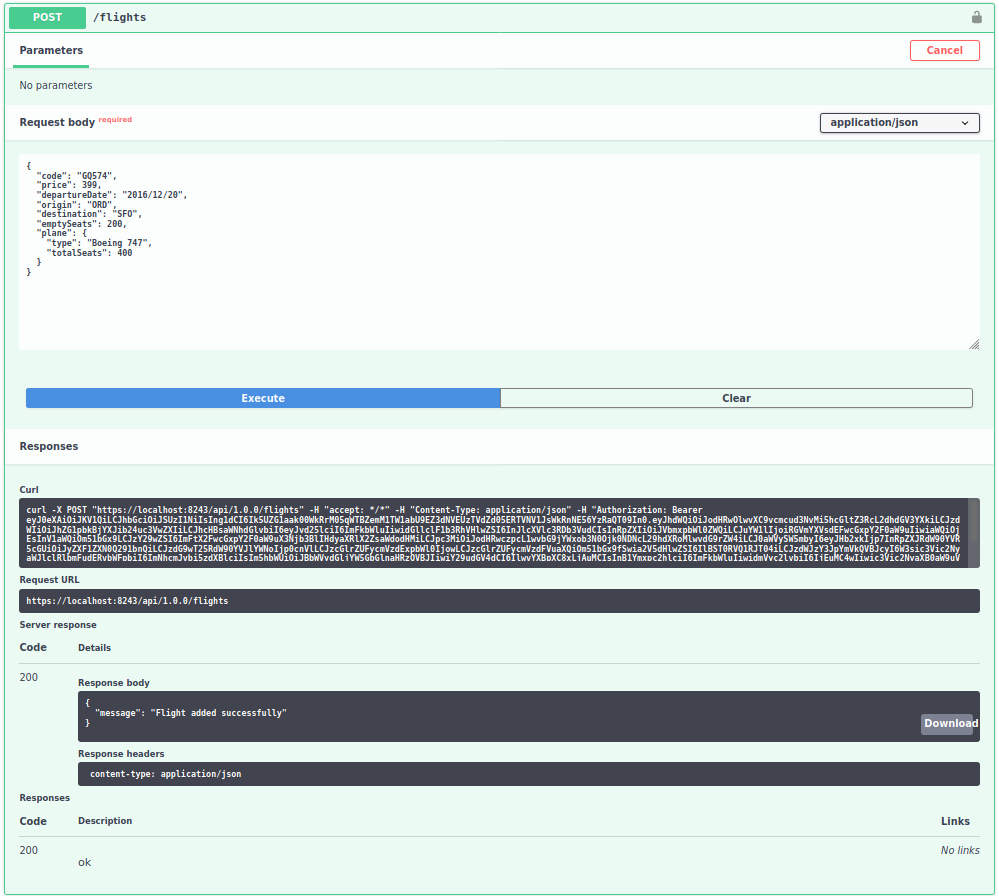 POST /flights
Parameters
Cancel
No parameters
Request body required
application/json
{
  "code": "GQ574",
  "price": 399,
  "departureDate": "2016/12/20",
  "origin": "ORD",
  "destination": "SFO",
  "emptySeats": 200,
  "plane": {
    "type": "Boeing 747",
    "totalSeats": 400
  }
}
Execute
Clear
Responses
Curl
curl -X POST "https://localhost:8243/api/1.0.0/flights" -H "accept: */*" -H "Content-Type: application/json" -H "Authorization: Bearer
Request URL
https://localhost:8243/api/1.0.0/flights
Server response
Code Details
200
Response body
{
  "message": "Flight added successfully"
}
Download
Response headers
content-type: application/json
Responses
Code Description Links
200
ok
No links